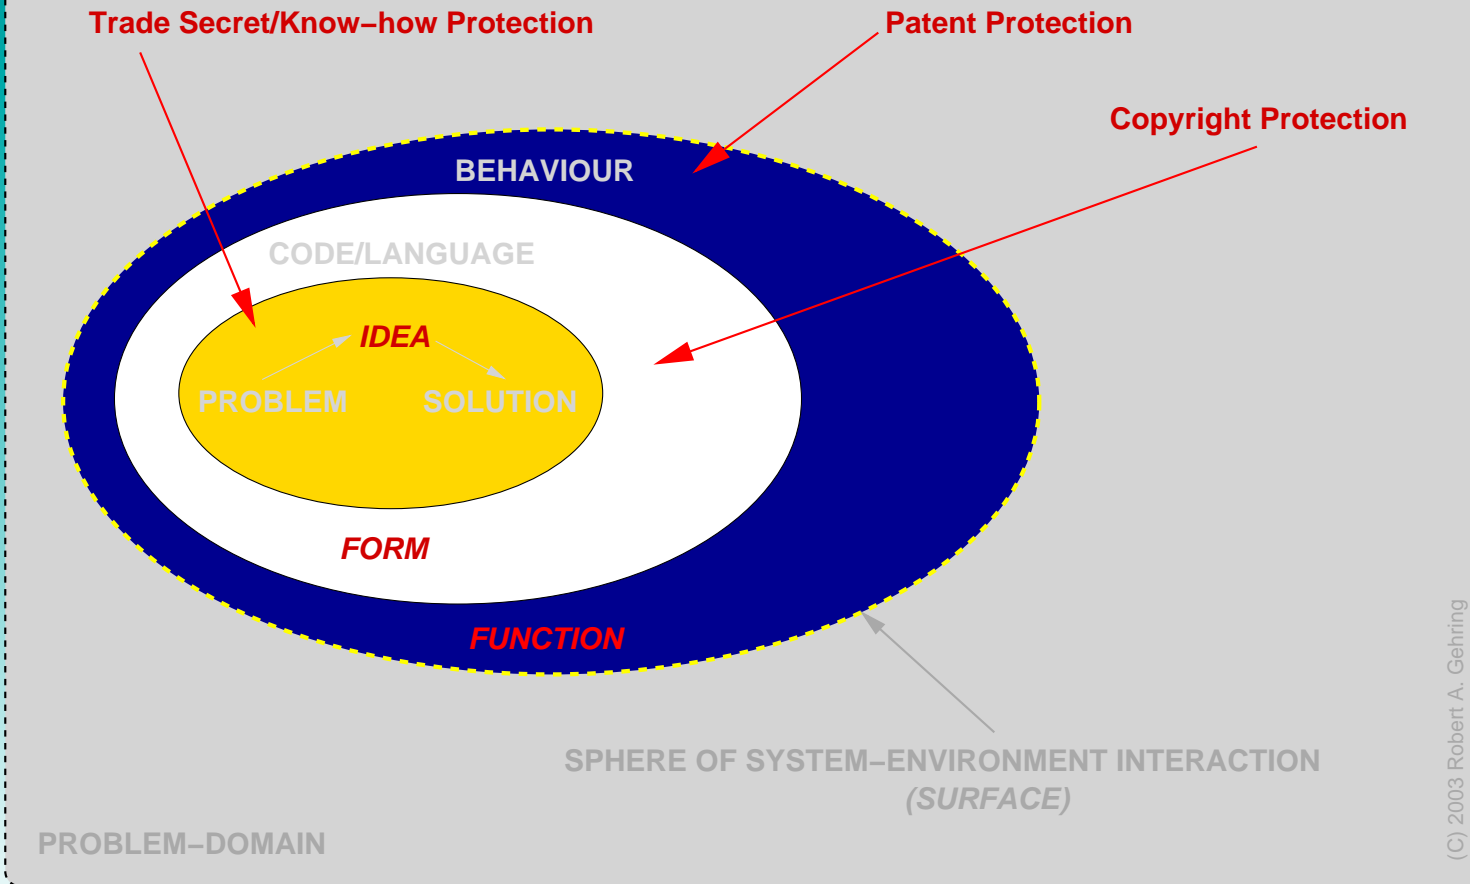 Trade Secret/Know–how Protection
Patent Protection
Copyright Protection
BEHAVIOUR
CODE/LANGUAGE
IDEA
PROBLEM
SOLUTION
FORM
FUNCTION
SPHERE OF SYSTEM–ENVIRONMENT INTERACTION
(SURFACE)
PROBLEM–DOMAIN
(C) 2003 Robert A. Gehring